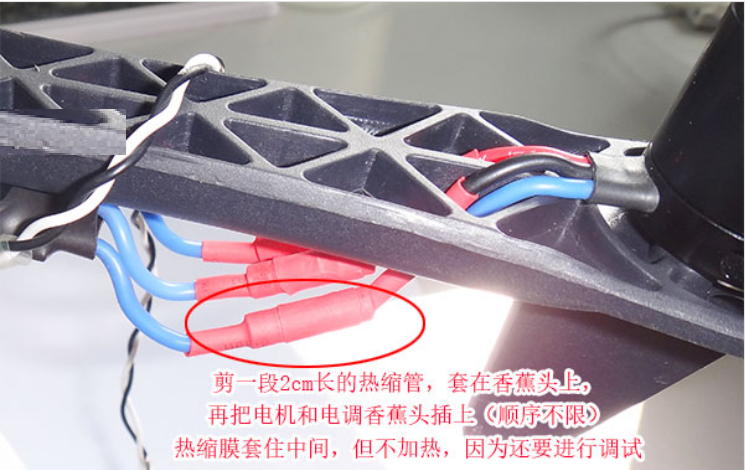 剪一段2cm长的热缩管，套在香蕉头上，
再把电机和电调香蕉头插上（顺序不限）
热缩膜套住中间，但不加热，因为还要进行调试